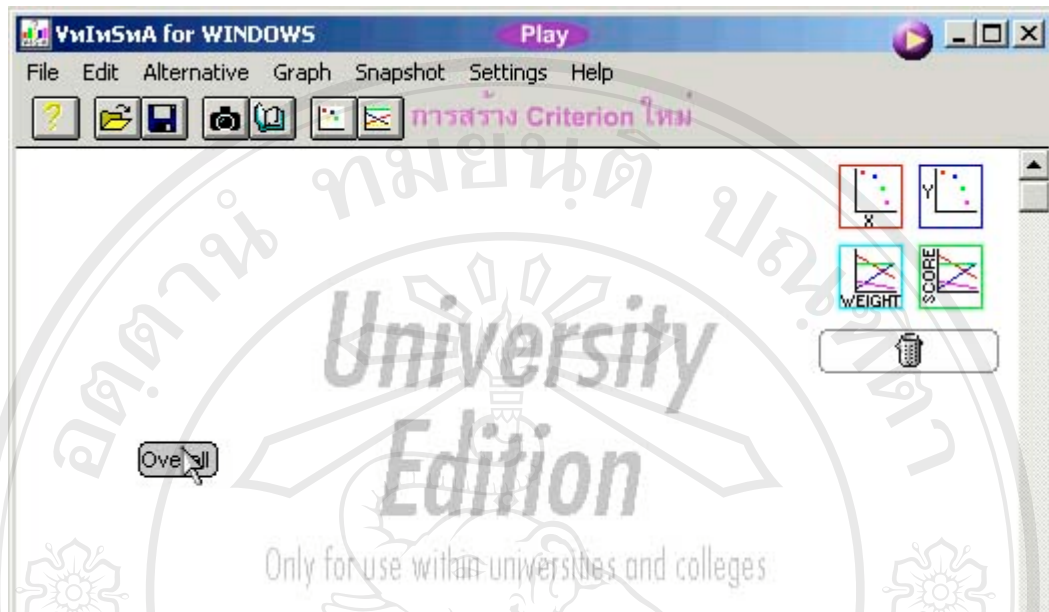 VиIиSиA for WINDOWS
Play
File Edit Alternative Graph Snapshot Settings Help
การสร้าง Criterion ใหม่
X
Y
WEIGHT
SCORE
University
Edition
Only for use within universities and colleges
Overall